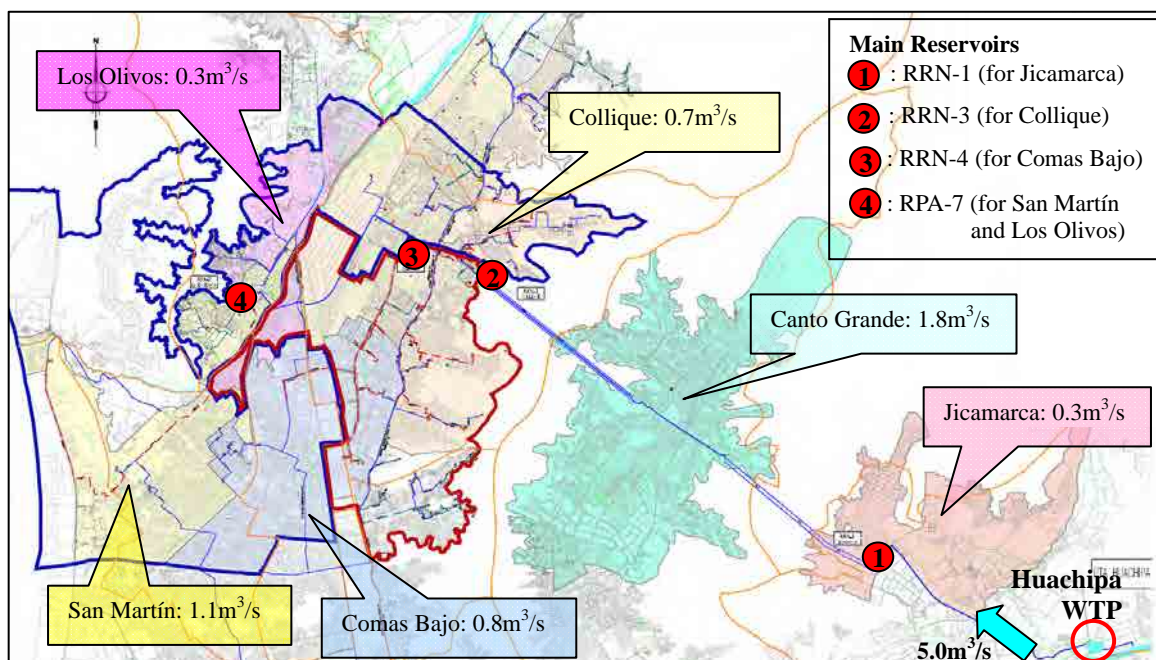 Los Olivos: 0.3m³/s
Collique: 0.7m³/s
Main Reservoirs
1 : RRN-1 (for Jicamarca)
2 : RRN-3 (for Collique)
3 : RRN-4 (for Comas Bajo)
4 : RPA-7 (for San Martín
and Los Olivos)
N
3
2
4
Canto Grande: 1.8m³/s
Jicamarca: 0.3m³/s
1
San Martín: 1.1m³/s
Comas Bajo: 0.8m³/s
Huachipa
WTP
5.0m³/s